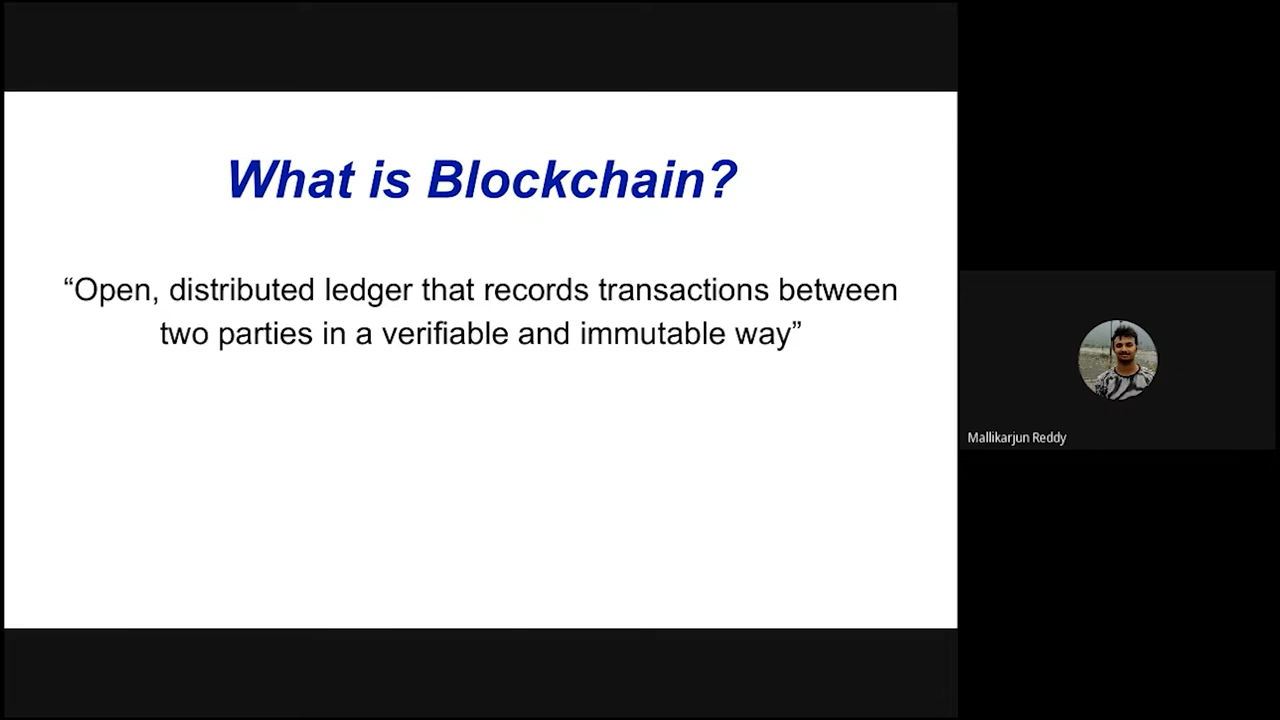 What is Blockchain?
“Open, distributed ledger that records transactions between
two parties in a verifiable and immutable way”
Mallikarjun Reddy